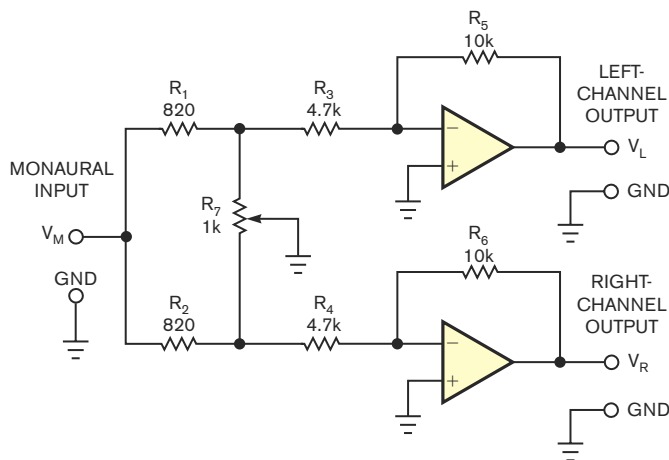 R5
10k
LEFT-
CHANNEL
OUTPUT
R1
820
R3
4.7k
−
+
VL
MONAURAL
INPUT
GND
R7
1k
VM
R6
10k
GND
RIGHT-
CHANNEL
OUTPUT
R2
820
R4
4.7k
−
+
VR
GND